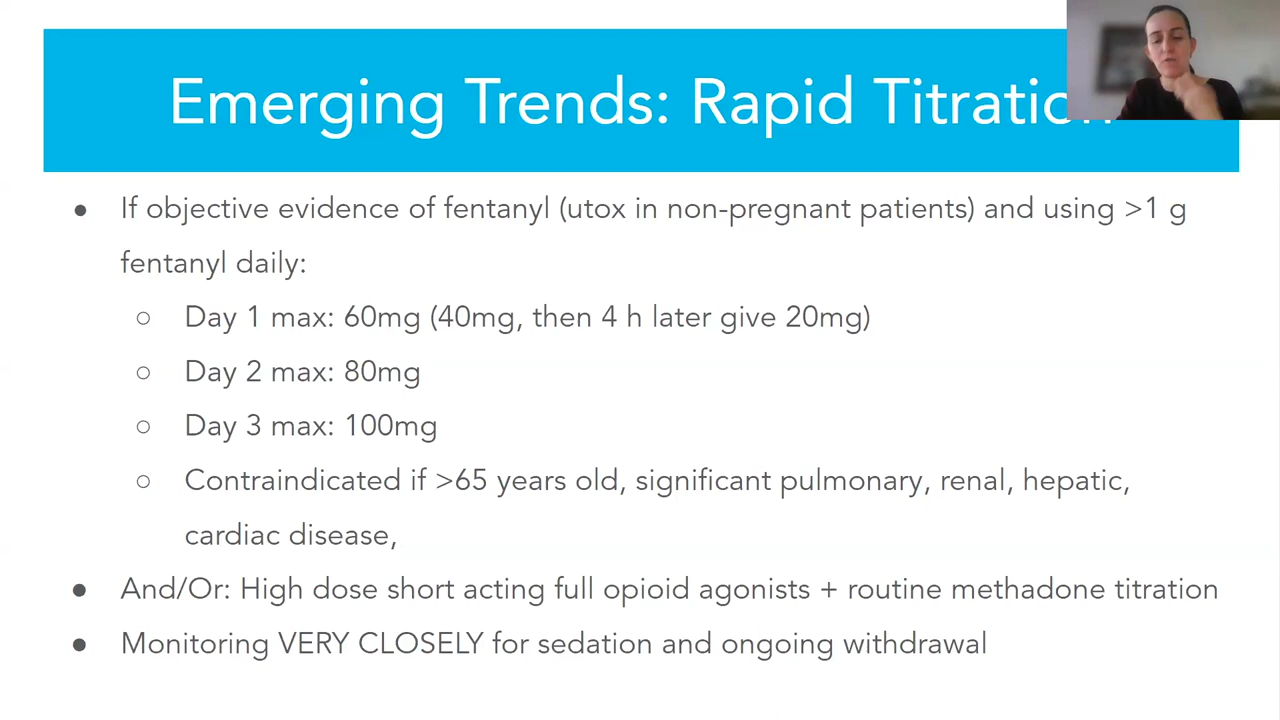 Emerging Trends: Rapid Titration
● If objective evidence of fentanyl (utox in non-pregnant patients) and using >1 g
fentanyl daily:
○ Day 1 max: 60mg (40mg, then 4 h later give 20mg)
○ Day 2 max: 80mg
○ Day 3 max: 100mg
○ Contraindicated if >65 years old, significant pulmonary, renal, hepatic,
cardiac disease,
● And/Or: High dose short acting full opioid agonists + routine methadone titration
● Monitoring VERY CLOSELY for sedation and ongoing withdrawal